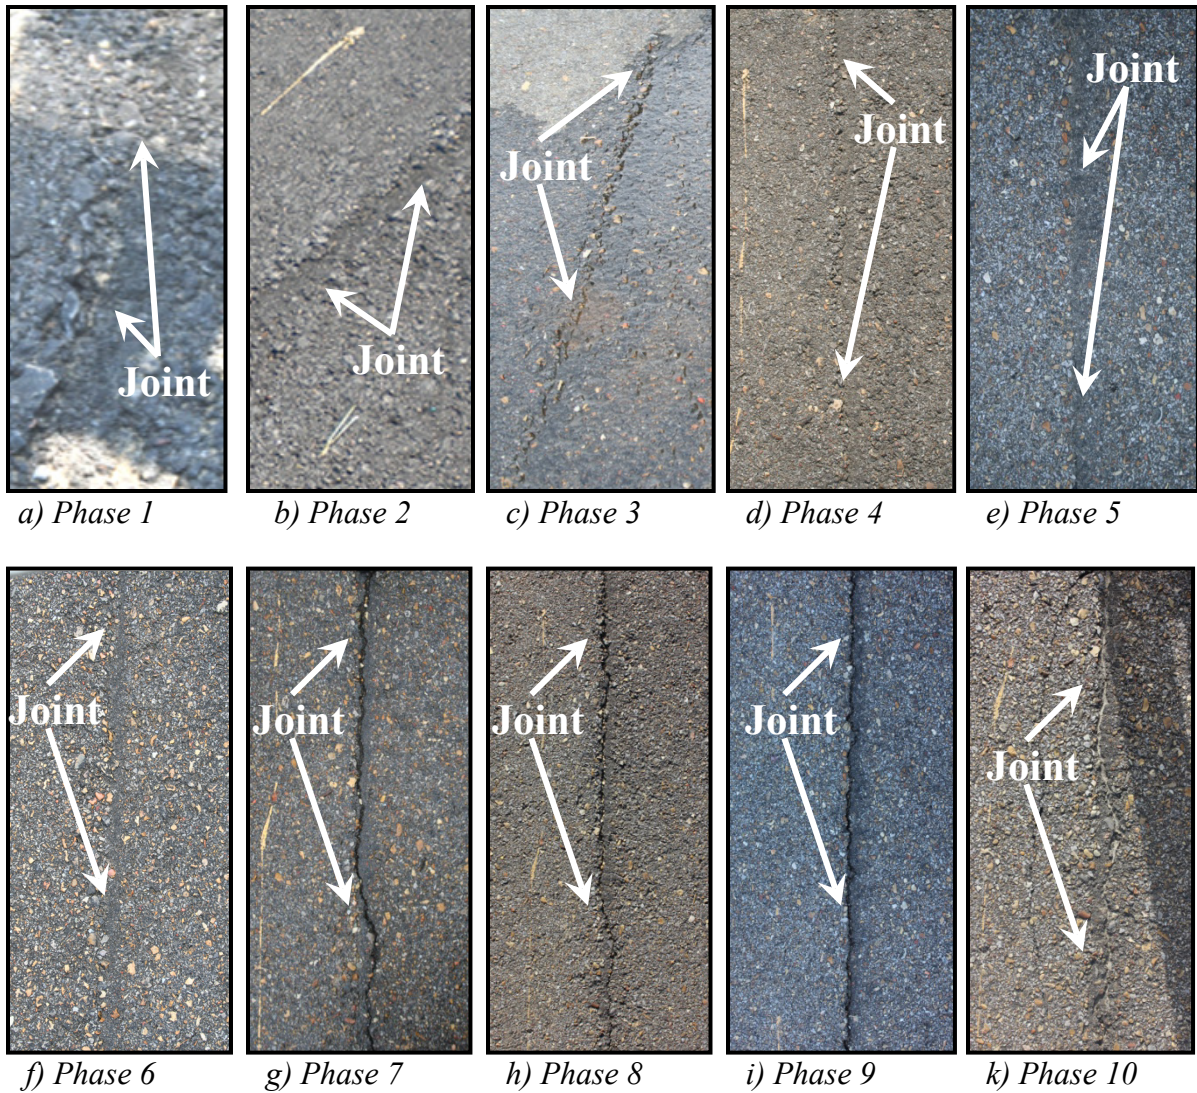 Joint
Joint
Joint
Joint
Joint
a) Phase 1
b) Phase 2
c) Phase 3
d) Phase 4
e) Phase 5
Joint
Joint
Joint
Joint
Joint
f) Phase 6
g) Phase 7
h) Phase 8
i) Phase 9
k) Phase 10